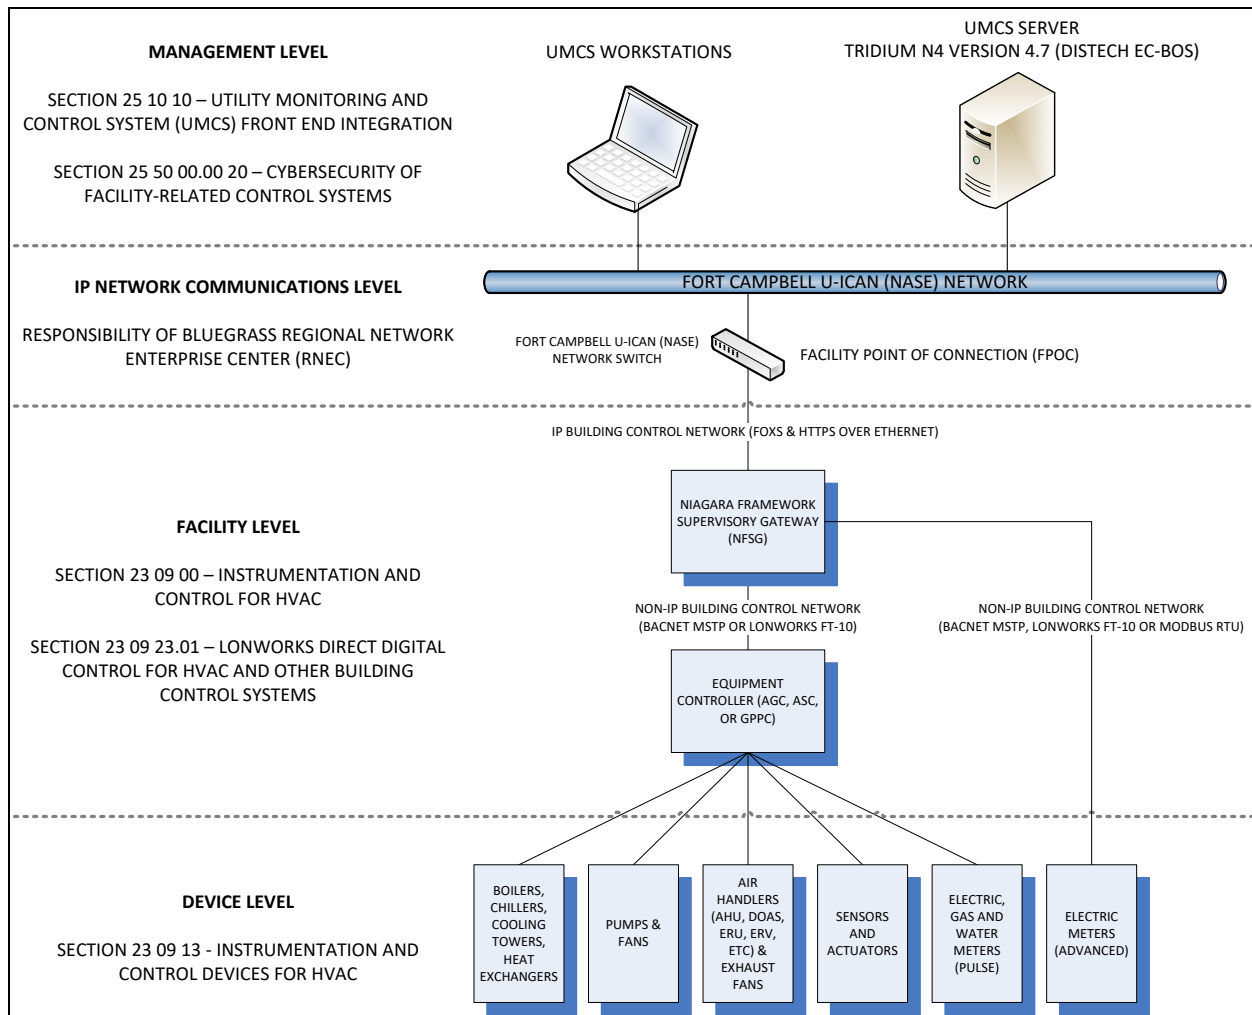 MANAGEMENT LEVEL
SECTION 25 10 10 – UTILITY MONITORING AND
CONTROL SYSTEM (UMCS) FRONT END INTEGRATION
SECTION 25 50 00.00 20 – CYBERSECURITY OF
FACILITY-RELATED CONTROL SYSTEMS
UMCS WORKSTATIONS
UMCS SERVER
TRIDIUM N4 VERSION 4.7 (DISTECH EC-BOS)
IP NETWORK COMMUNICATIONS LEVEL
RESPONSIBILITY OF BLUEGRASS REGIONAL NETWORK
ENTERPRISE CENTER (RNEC)
FORT CAMPBELL U-ICAN (NASE) NETWORK
FORT CAMPBELL U-ICAN (NASE)
NETWORK SWITCH
FACILITY POINT OF CONNECTION (FPOC)
IP BUILDING CONTROL NETWORK (FOXS & HTTPS OVER ETHERNET)
FACILITY LEVEL
SECTION 23 09 00 – INSTRUMENTATION AND
CONTROL FOR HVAC
SECTION 23 09 23.01 – LONWORKS DIRECT DIGITAL
CONTROL FOR HVAC AND OTHER BUILDING
CONTROL SYSTEMS
NIAGARA FRAMEWORK
SUPERVISORY GATEWAY
(NFSG)
NON-IP BUILDING CONTROL NETWORK
(BACNET MSTP OR LONWORKS FT-10)
NON-IP BUILDING CONTROL NETWORK
(BACNET MSTP, LONWORKS FT-10 OR MODBUS RTU)
EQUIPMENT
CONTROLLER (AGC, ASC,
OR GPPC)
DEVICE LEVEL
SECTION 23 09 13 - INSTRUMENTATION AND
CONTROL DEVICES FOR HVAC
BOILERS,
CHILLERS,
COOLING
TOWERS,
HEAT
EXCHANGERS
PUMPS &
FANS
AIR
HANDLERS
(AHU, DOAS,
ERU, ERV,
ETC) &
EXHAUST
FANS
SENSORS
AND
ACTUATORS
ELECTRIC,
GAS AND
WATER
METERS
(PULSE)
ELECTRIC
METERS
(ADVANCED)